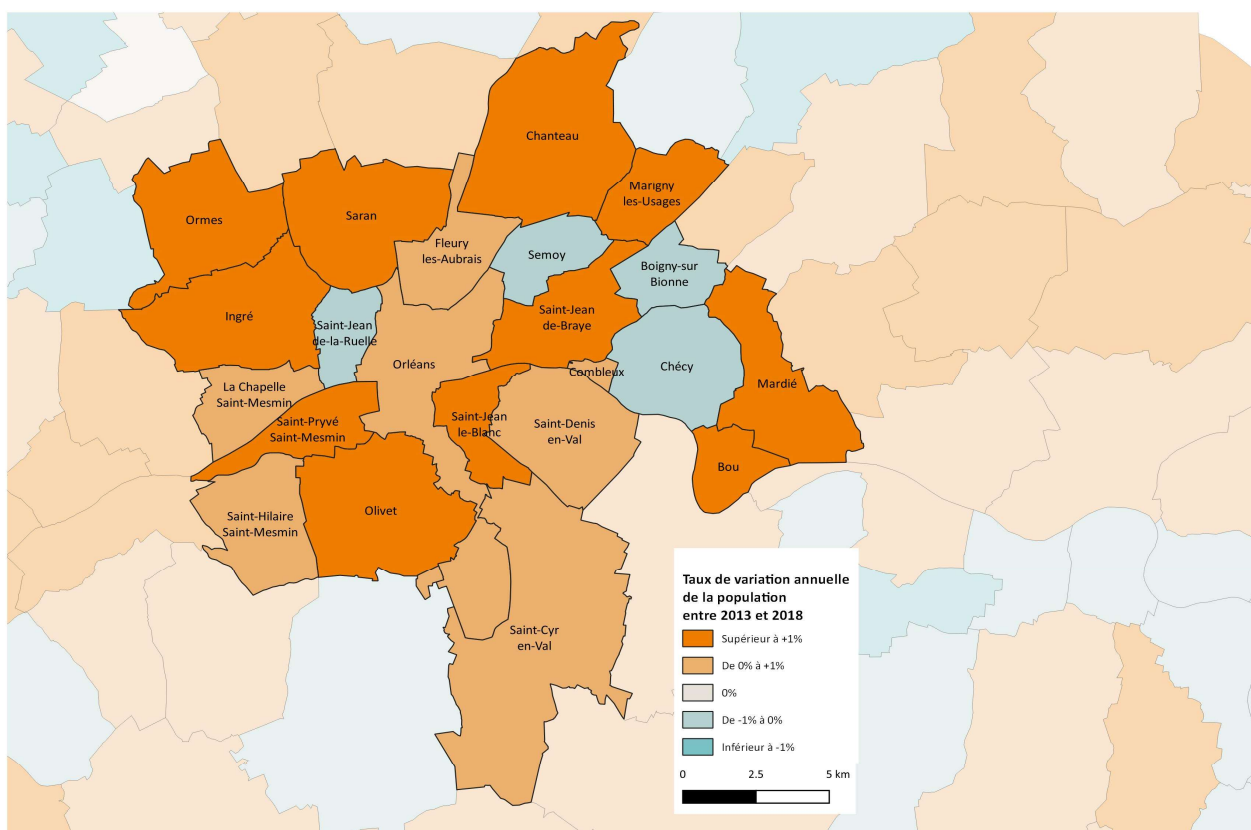 Chanteau
Marigny
les-Usages
Ormes
Saran
Fleury
les-Aubrais
Semoy
Boigny-sur
Bionne
Ingré
Saint-Jean
de-la-Ruelle
Saint-Jean
de-Braye
Orléans
Combleux
Chécy
Mardié
La Chapelle
Saint-Mesmin
Saint-Pryvé
Saint-Mesmin
Saint-Jean
le-Blanc
Saint-Denis
en-Val
Bou
Saint-Hilaire
Saint-Mesmin
Olivet
Saint-Cyr
en-Val
Taux de variation annuelle
de la population
entre 2013 et 2018
Supérieur à +1%
De 0% à +1%
0%
De -1% à 0%
Inférieur à -1%
0 2.5 5 km